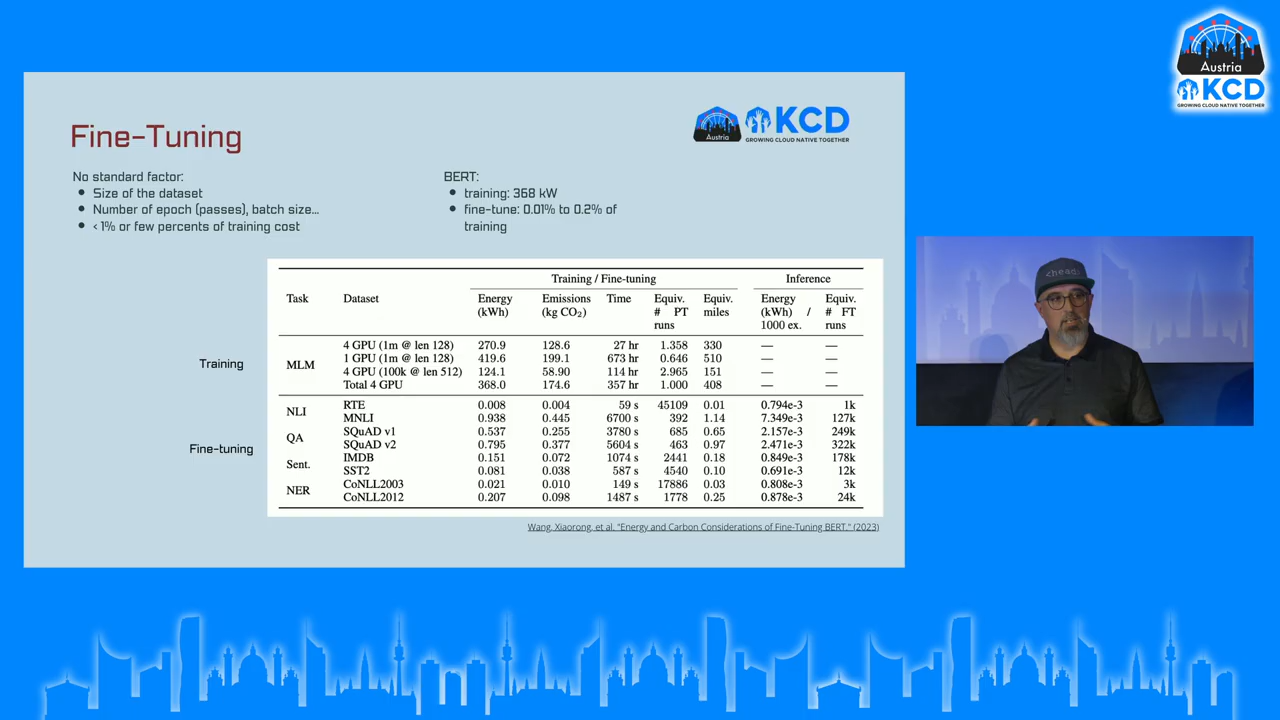 Austria
KCD
GROWING CLOUD NATIVE TOGETHER
Fine-Tuning
Austria
KCD
GROWING CLOUD NATIVE TOGETHER
No standard factor:
• Size of the dataset
• Number of epoch (passes), batch size...
• < 1% or few percents of training cost
BERT:
• training: 368 kW
• fine-tune: 0.01% to 0.2% of
training
Training / Fine-tuning Inference
Task Dataset Energy Emissions Time Equiv. Equiv. Energy Equiv.
(kWh) (kg CO₂) # PT miles (kWh) / # FT
runs 1000 ex. runs
Training
MLM
4 GPU (1m @ len 128) 270.9 128.6 27 hr 1.358 330 — —
1 GPU (1m @ len 128) 419.6 199.1 673 hr 0.646 510 — —
4 GPU (100k @ len 512) 124.1 58.90 114 hr 2.965 151 — —
Total 4 GPU 368.0 174.6 357 hr 1.000 408 — —
Fine-tuning
NLI
RTE 0.008 0.004 59 s 45109 0.01 0.794e-3 1k
MNLI 0.938 0.445 6700 s 392 1.14 7.349e-3 127k
QA
SQuAD v1 0.537 0.255 3780 s 685 0.65 2.157e-3 249k
SQuAD v2 0.795 0.377 5604 s 463 0.97 2.471e-3 322k
Sent.
IMDB 0.151 0.072 1074 s 2441 0.18 0.849e-3 178k
SST2 0.081 0.038 587 s 4540 0.10 0.691e-3 12k
NER
CoNLL2003 0.021 0.010 149 s 17886 0.03 0.808e-3 3k
CoNLL2012 0.207 0.098 1487 s 1778 0.25 0.878e-3 24k
Wang, Xiaorong, et al. "Energy and Carbon Considerations of Fine-Tuning BERT." (2023)